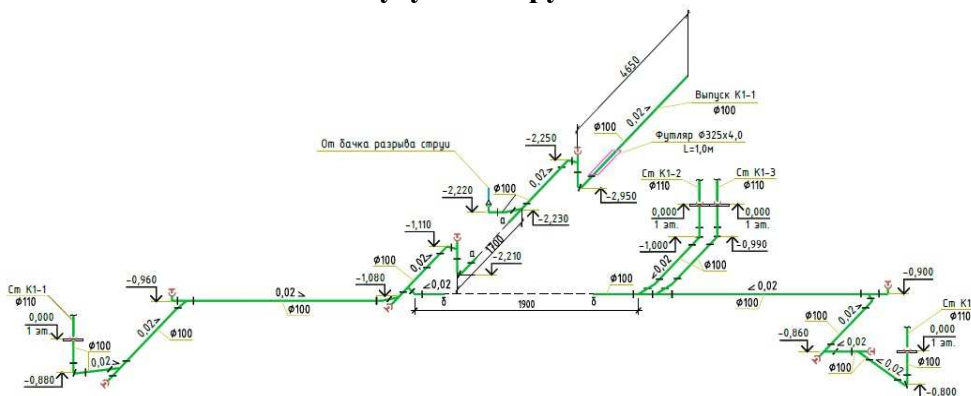 4650
Выпуск К1-1
Ф100
0,02
Ф100
Футляр Ф325х4,0
L=1,0м
-2,250
От бачка разрыва струи
Ст К1-2
Ф110
Ст К1-3
Ф110
-2,220
Ф100
0,02
-2,950
0,000
1 эт.
0,000
1 эт.
а
-2,230
1700
-1,110
-1,000
-0,990
а
-2,210
0,02
Ф100
Ф100
-0,960
-1,080
0,02
0,02
Ф100
-0,900
Ст К1-1
Ф110
0,02
Ф100
1900
б
б
0,02
Ф100
Ст К1
Ф110
0,000
1 эт.
0,02
Ф100
0,02
Ф100
-0,860
0,02
0,000
1 эт.
Ф100
0,02
-0,880
Ф100
0,02
Ф100
-0,800